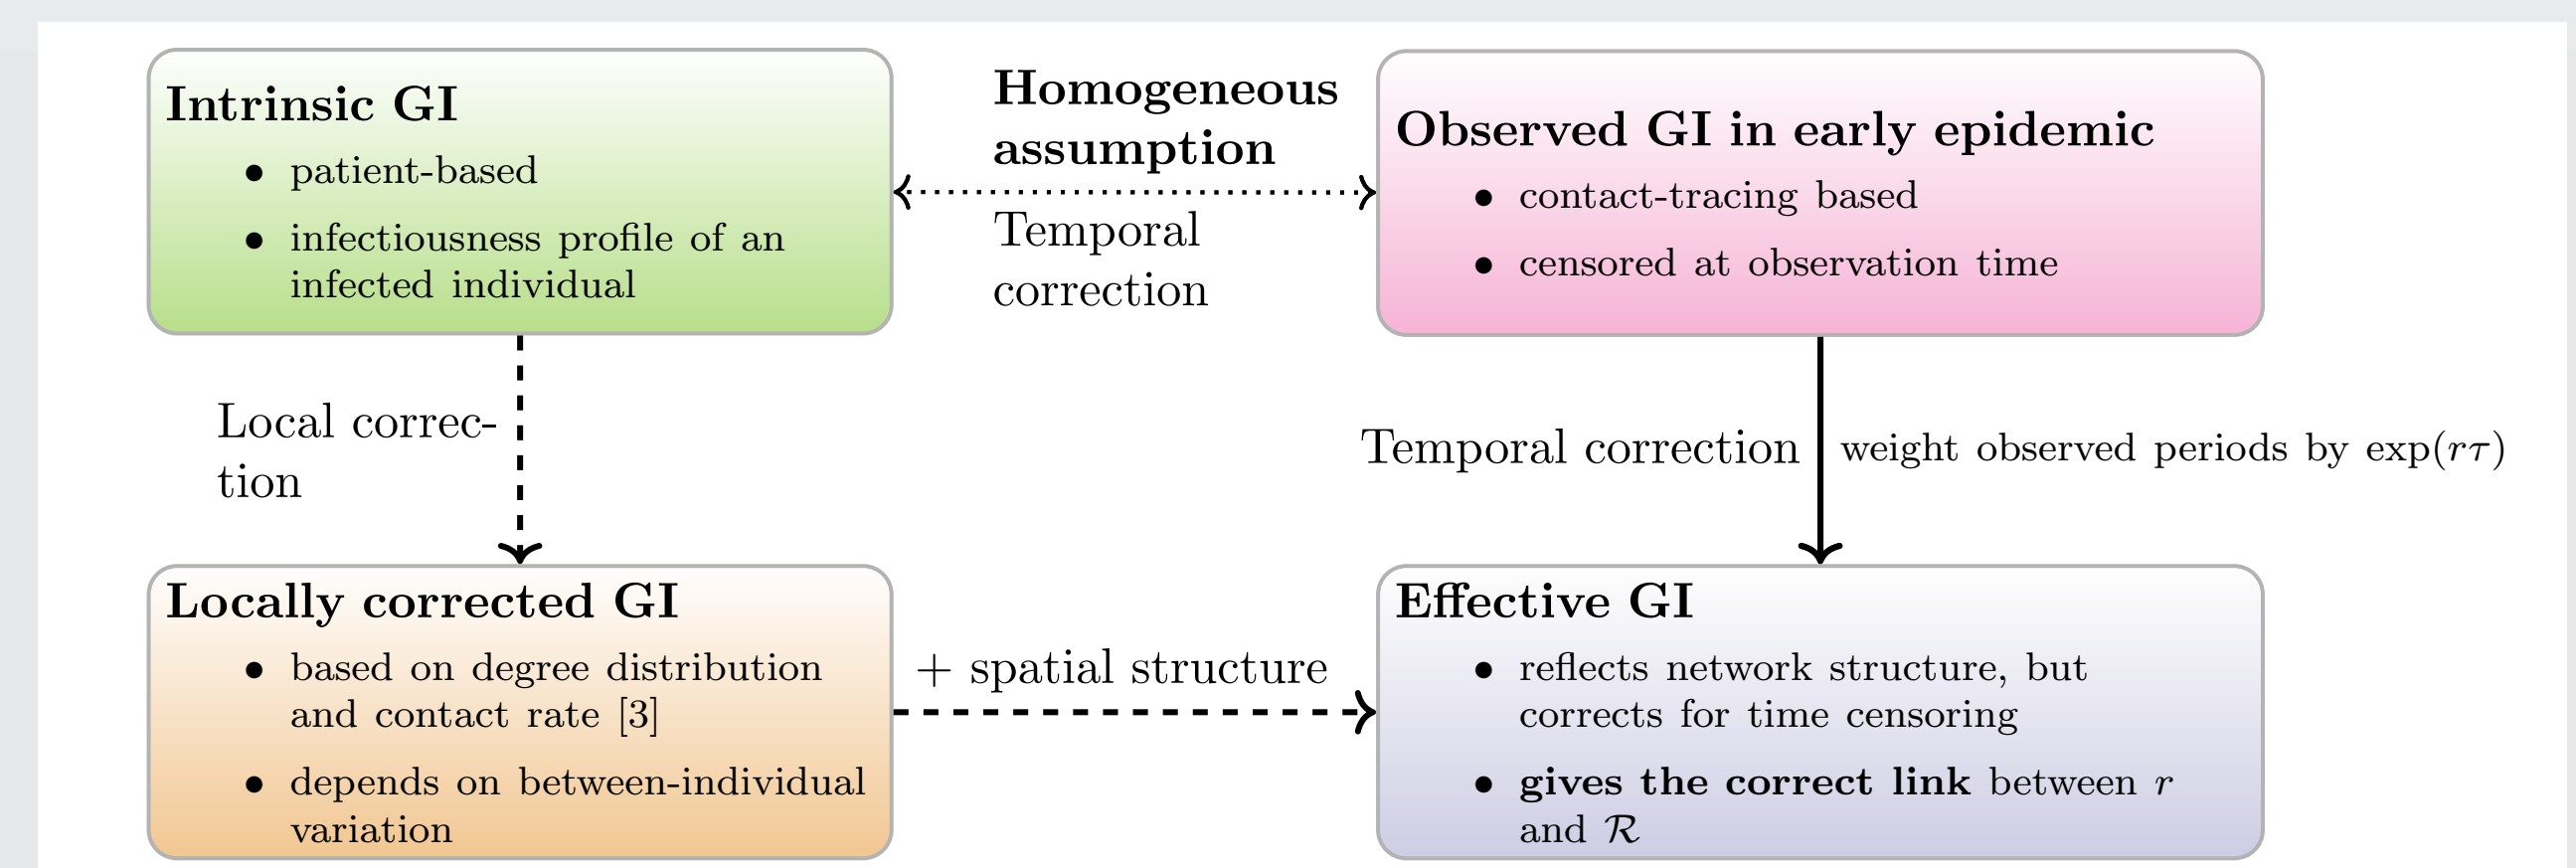 Intrinsic GI
• patient-based
• infectiousness profile of an
infected individual
Homogeneous
assumption
Temporal
correction
Observed GI in early epidemic
• contact-tracing based
• censored at observation time
Local correc-
tion
Temporal correction
weight observed periods by exp(rτ)
Locally corrected GI
• based on degree distribution
and contact rate [3]
• depends on between-individual
variation
+ spatial structure
Effective GI
• reflects network structure, but
corrects for time censoring
• gives the correct link between r
and ℛ